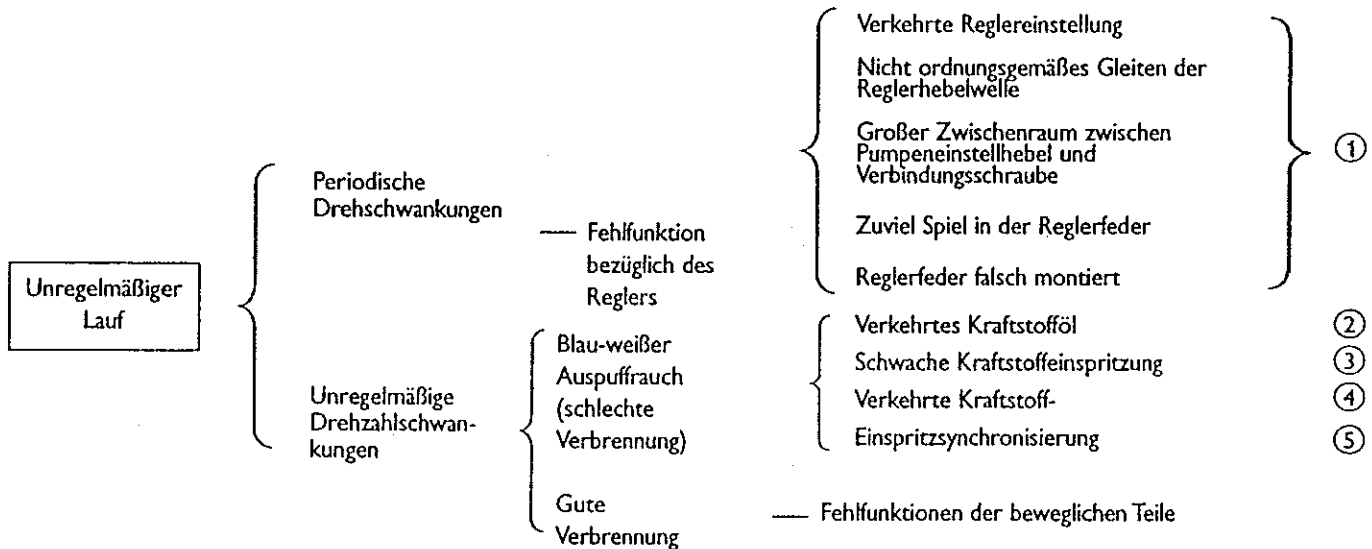 Unregelmäßiger
Lauf
Periodische
Drehschwankungen
— Fehlfunktion
bezüglich des
Reglers
Verkehrte Reglereinstellung
Nicht ordnungsgemäßes Gleiten der
Reglerhebelwelle
Großer Zwischenraum zwischen
Pumpeneinstellhebel und
Verbindungsschraube
Zuviel Spiel in der Reglerfeder
Reglerfeder falsch montiert
①
Unregelmäßige
Drehzahlschwan-
kungen
Blau-weißer
Auspuffrauch
(schlechte
Verbrennung)
Verkehrtes Kraftstofföl ②
Schwache Kraftstoffeinspritzung ③
Verkehrte Kraftstoff- ④
Einspritzsynchronisierung ⑤
Gute
Verbrennung
— Fehlfunktionen der beweglichen Teile